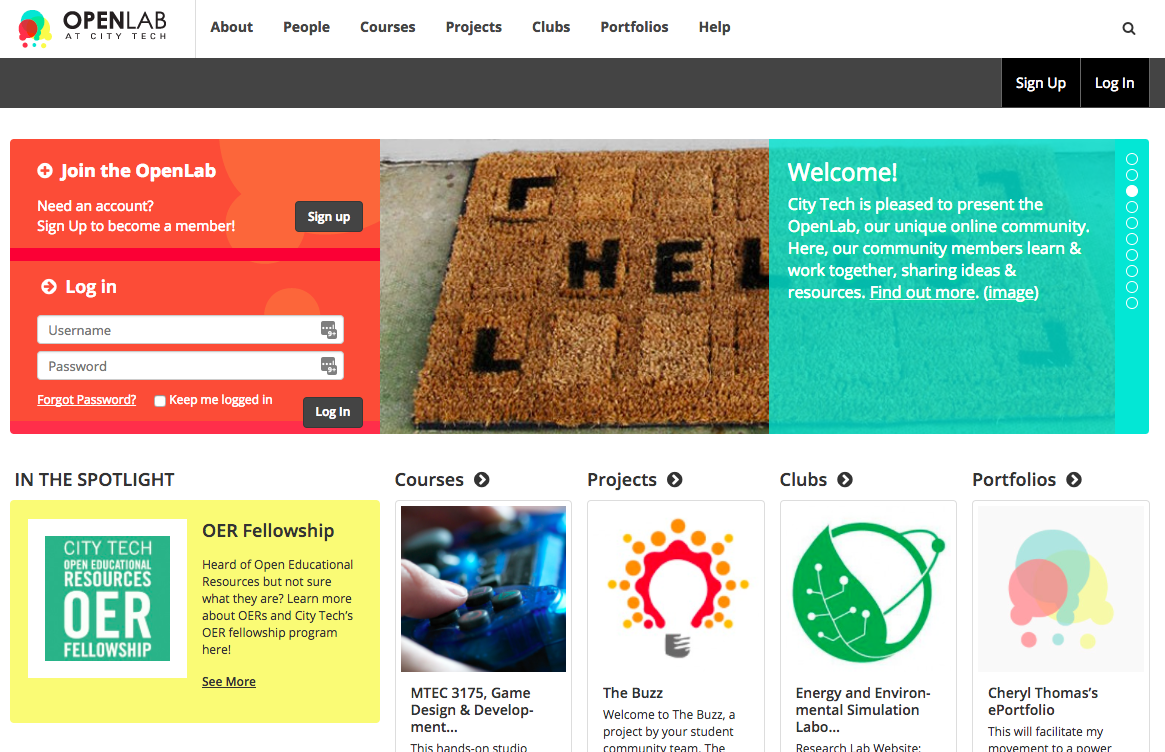 OPENLAB
AT CITY TECH
About
People
Courses
Projects
Clubs
Portfolios
Help
Sign Up
Log In
Join the OpenLab
Need an account?
Sign Up to become a member!
Sign up
Log in
Username
9+
Password
9+
Forgot Password?
Keep me logged in
Log In
HEL
L
Welcome!
City Tech is pleased to present the
OpenLab, our unique online community.
Here, our community members learn &
work together, sharing ideas &
resources. Find out more. (image)
IN THE SPOTLIGHT
CITY TECH
OPEN EDUCATIONAL
RESOURCES
OER
FELLOWSHIP
OER Fellowship
Heard of Open Educational
Resources but not sure
what they are? Learn more
about OERs and City Tech's
OER fellowship program
here!
See More
Courses
MTEC 3175, Game
Design & Develop-
ment...
This hands-on studio
Projects
The Buzz
Welcome to The Buzz, a
project by your student
community team. The
Clubs
Energy and Environ-
mental Simulation
Labo...
Research Lab Website:
Portfolios
Cheryl Thomas's
ePortfolio
This will facilitate my
movement to a power